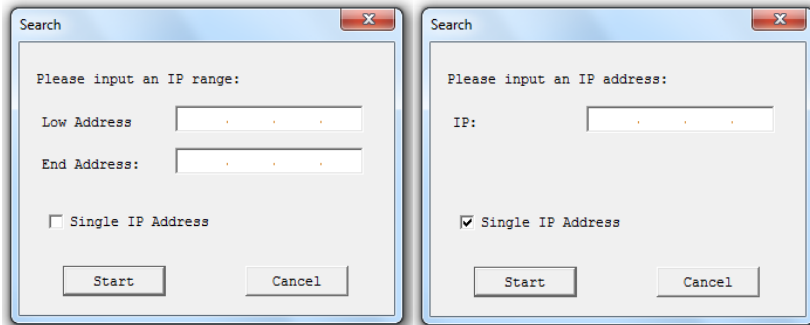 Search
Please input an IP range:
Low Address
End Address:
Single IP Address
Start Cancel
Search
Please input an IP address:
IP:
Single IP Address
Start Cancel